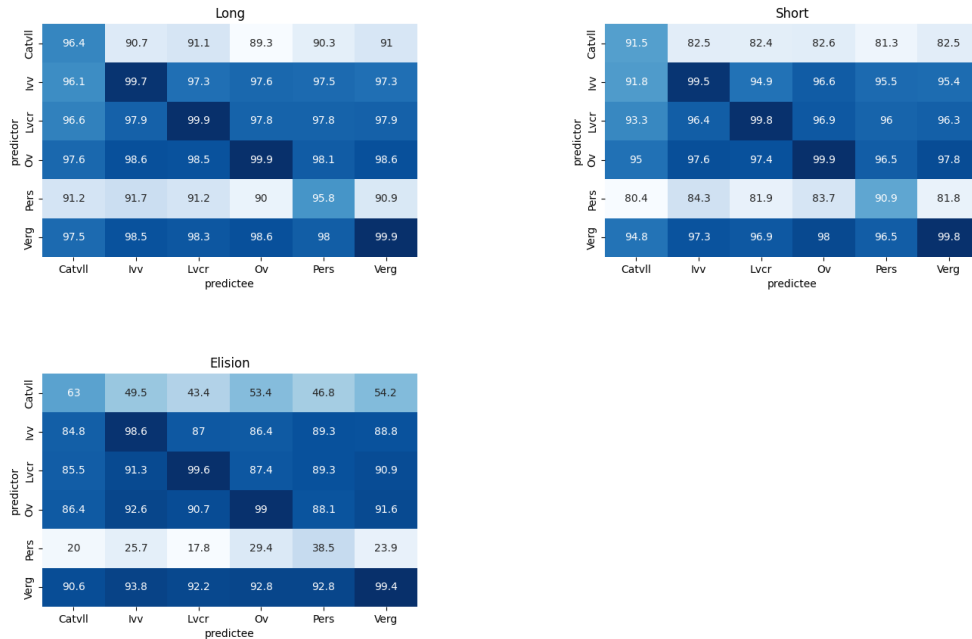 Long
Catvll 96.4 90.7 91.1 89.3 90.3 91
Ivv 96.1 99.7 97.3 97.6 97.5 97.3
Lvcr 96.6 97.9 99.9 97.8 97.8 97.9
Ov 97.6 98.6 98.5 99.9 98.1 98.6
Pers 91.2 91.7 91.2 90 95.8 90.9
Verg 97.5 98.5 98.3 98.6 98 99.9
predictor
Catvll Ivv Lvcr Ov Pers Verg
predictee
Short
Catvll 91.5 82.5 82.4 82.6 81.3 82.5
Ivv 91.8 99.5 94.9 96.6 95.5 95.4
Lvcr 93.3 96.4 99.8 96.9 96 96.3
Ov 95 97.6 97.4 99.9 96.5 97.8
Pers 80.4 84.3 81.9 83.7 90.9 81.8
Verg 94.8 97.3 96.9 98 96.5 99.8
predictor
Catvll Ivv Lvcr Ov Pers Verg
predictee
Elision
Catvll 63 49.5 43.4 53.4 46.8 54.2
Ivv 84.8 98.6 87 86.4 89.3 88.8
Lvcr 85.5 91.3 99.6 87.4 89.3 90.9
Ov 86.4 92.6 90.7 99 88.1 91.6
Pers 20 25.7 17.8 29.4 38.5 23.9
Verg 90.6 93.8 92.2 92.8 92.8 99.4
predictor
Catvll Ivv Lvcr Ov Pers Verg
predictee